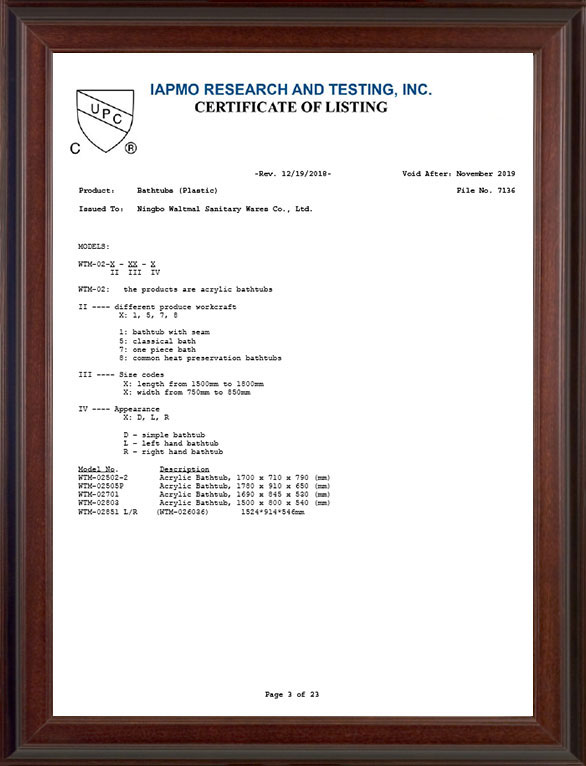 IAPMO RESEARCH AND TESTING, INC.
CERTIFICATE OF LISTING
UPC
C ®
-Rev. 12/19/2018- Void After: November 2019
Product: Bathtubs (Plastic) File No. 7136
Issued To: Ningbo Waltmal Sanitary Wares Co., Ltd.
MODELS:
WTM-02-X - XX - X
II III IV
WTM-02: the products are acrylic bathtubs
II ---- different produce workcraft
X: 1, 5, 7, 8
1: bathtub with seam
5: classical bath
7: one piece bath
8: common heat preservation bathtubs
III ---- Size codes
X: length from 1500mm to 1800mm
X: width from 750mm to 850mm
IV ---- Appearance
X: D, L, R
D - simple bathtub
L - left hand bathtub
R - right hand bathtub
Model No. Description
WTM-02502-2 Acrylic Bathtub, 1700 x 710 x 790 (mm)
WTM-02505P Acrylic Bathtub, 1780 x 910 x 650 (mm)
WTM-02701 Acrylic Bathtub, 1690 x 845 x 530 (mm)
WTM-02803 Acrylic Bathtub, 1500 x 800 x 540 (mm)
WTM-02851 L/R (WTM-026036) 1524*914*546mm
Page 3 of 23